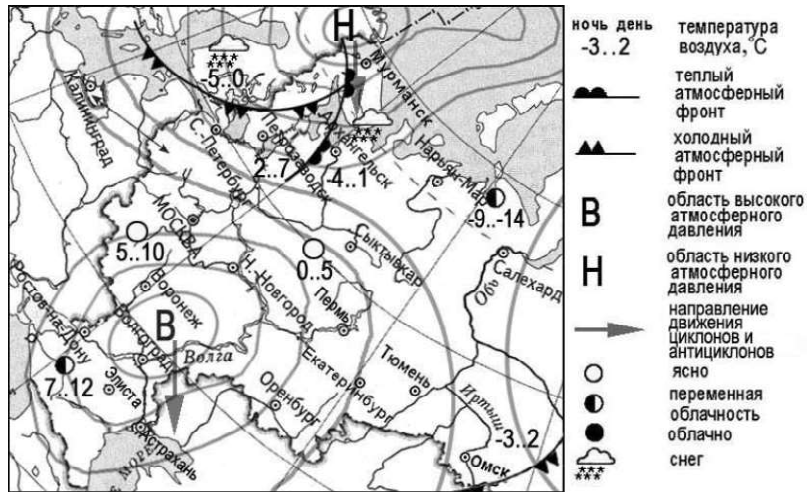 Н
-5..0
Мурманск
Калининград
С.-Петербург
Петрозаводск
Архангельск
Нарьян-Мар
2..7
-4..1
-9..-14
МОСКВА
5..10
0..5
Сыктывкар
Салехард
Обь
Воронеж
Н.-Новгород
Пермь
Ростов-на-Дону
Волгоград
В
Волга
7..12
Элиста
Оренбург
Екатеринбург
Тюмень
Иртыш
-3..2
Омск
Астрахань
МОРЕ
ночь день
-3..2
температура
воздуха,°С
теплый
атмосферный
фронт
холодный
атмосферный
фронт
В
область высокого
атмосферного
давления
Н
область низкого
атмосферного
давления
направление
движения
циклонов и
антициклонов
ясно
переменная
облачность
облачно
снег